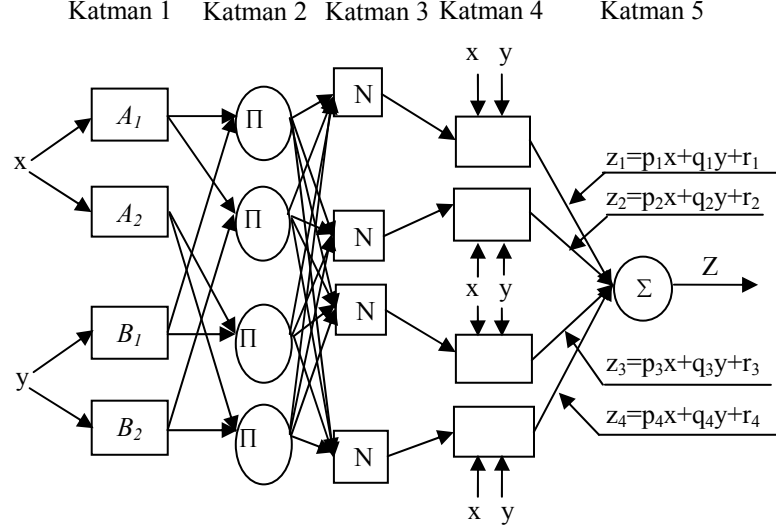 Katman 1 Katman 2 Katman 3 Katman 4 Katman 5
x y
A₁ Π N
z₁=p₁x+q₁y+r₁
x
z₂=p₂x+q₂y+r₂
A₂ Π N
x y Σ Z
B₁ Π N
z₃=p₃x+q₃y+r₃
y
z₄=p₄x+q₄y+r₄
B₂ Π N
x y